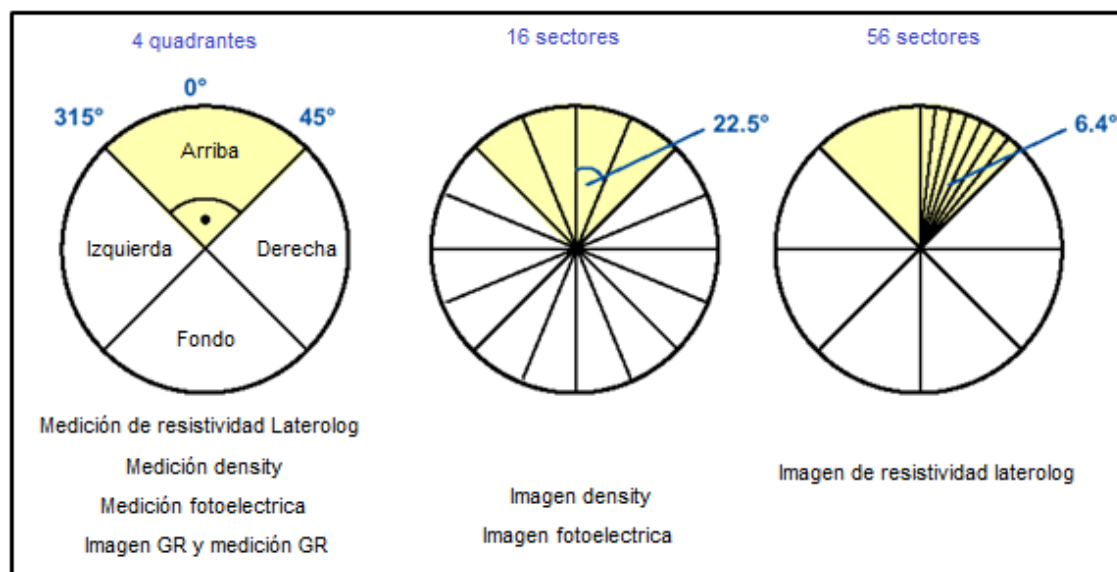 4 quadrantes
0°
315°
45°
Arriba
Izquierda
Derecha
Fondo
Medición de resistividad Laterolog
Medición density
Medición fotoelectrica
Imagen GR y medición GR
16 sectores
22.5°
Imagen density
Imagen fotoelectrica
56 sectores
6.4°
Imagen de resistividad laterolog